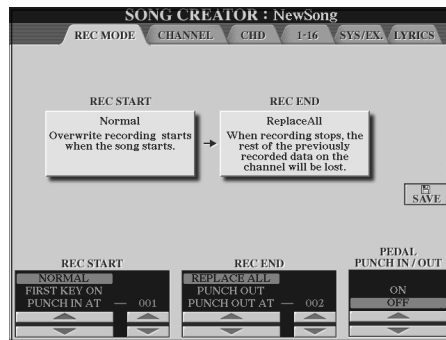 SONG CREATOR : NewSong
REC MODE CHANNEL CHD 1-16 SYS/EX. LYRICS
REC START REC END
Normal
Overwrite recording starts
when the song starts.
ReplaceAll
When recording stops, the
rest of the previously
recorded data on the
channel will be lost.
SAVE
REC START
NORMAL
FIRST KEY ON
PUNCH IN AT — 001
REC END
REPLACE ALL
PUNCH OUT
PUNCH OUT AT — 002
PEDAL
PUNCH IN / OUT
ON
OFF